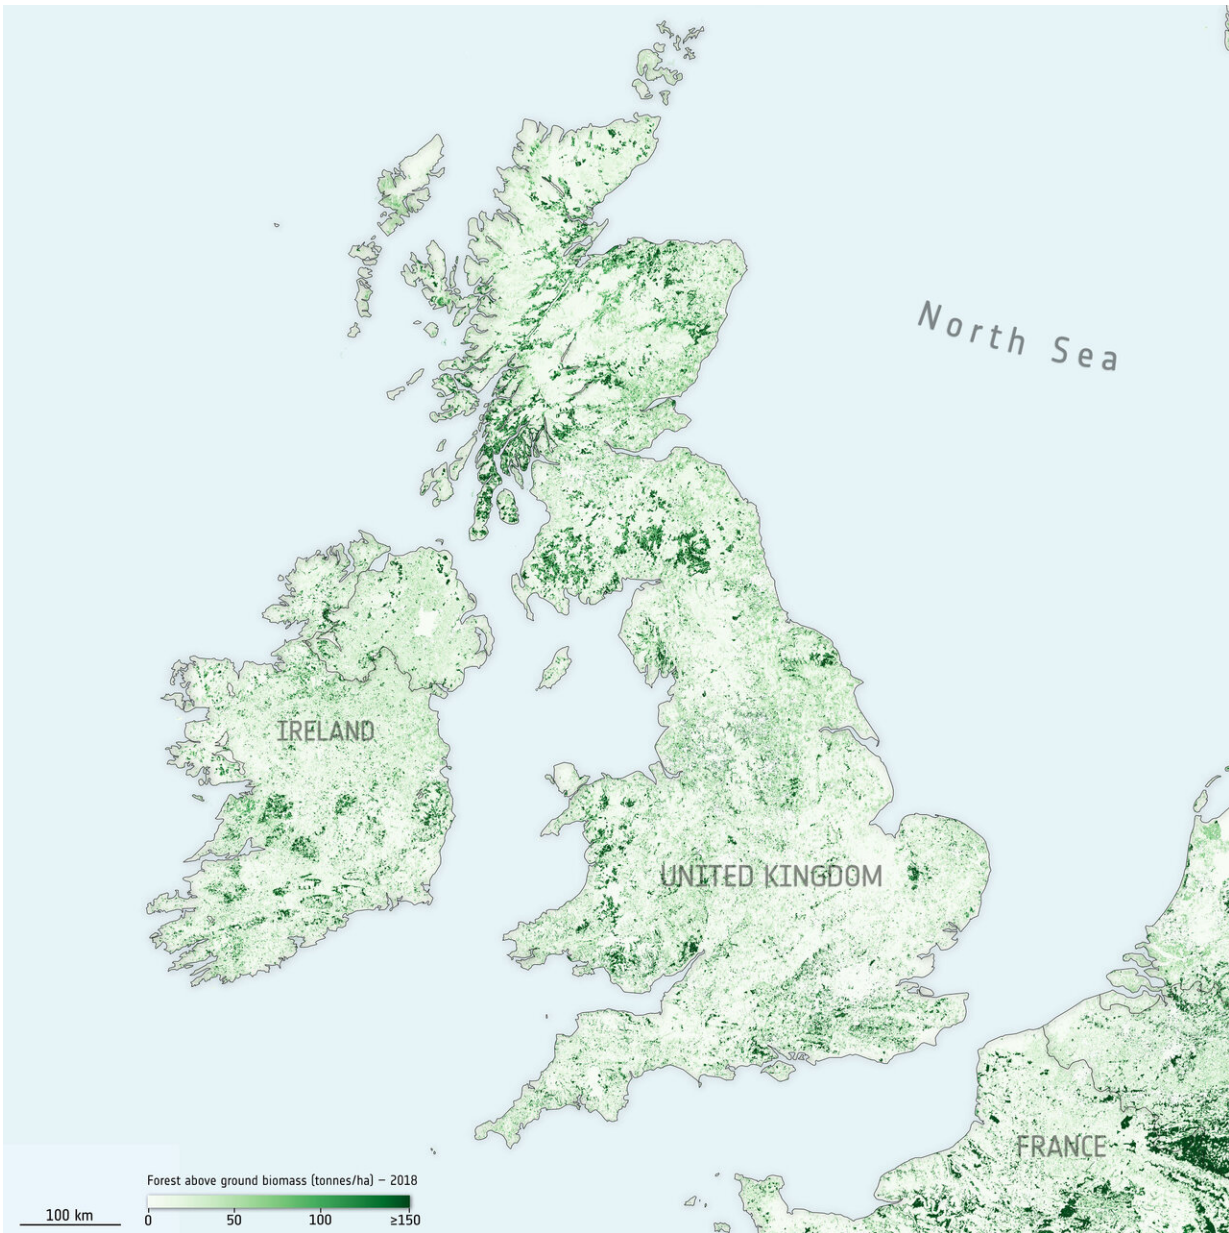 North Sea
IRELAND
UNITED KINGDOM
FRANCE
Forest above ground biomass (tonnes/ha) – 2018
100 km
0 50 100 ≥150